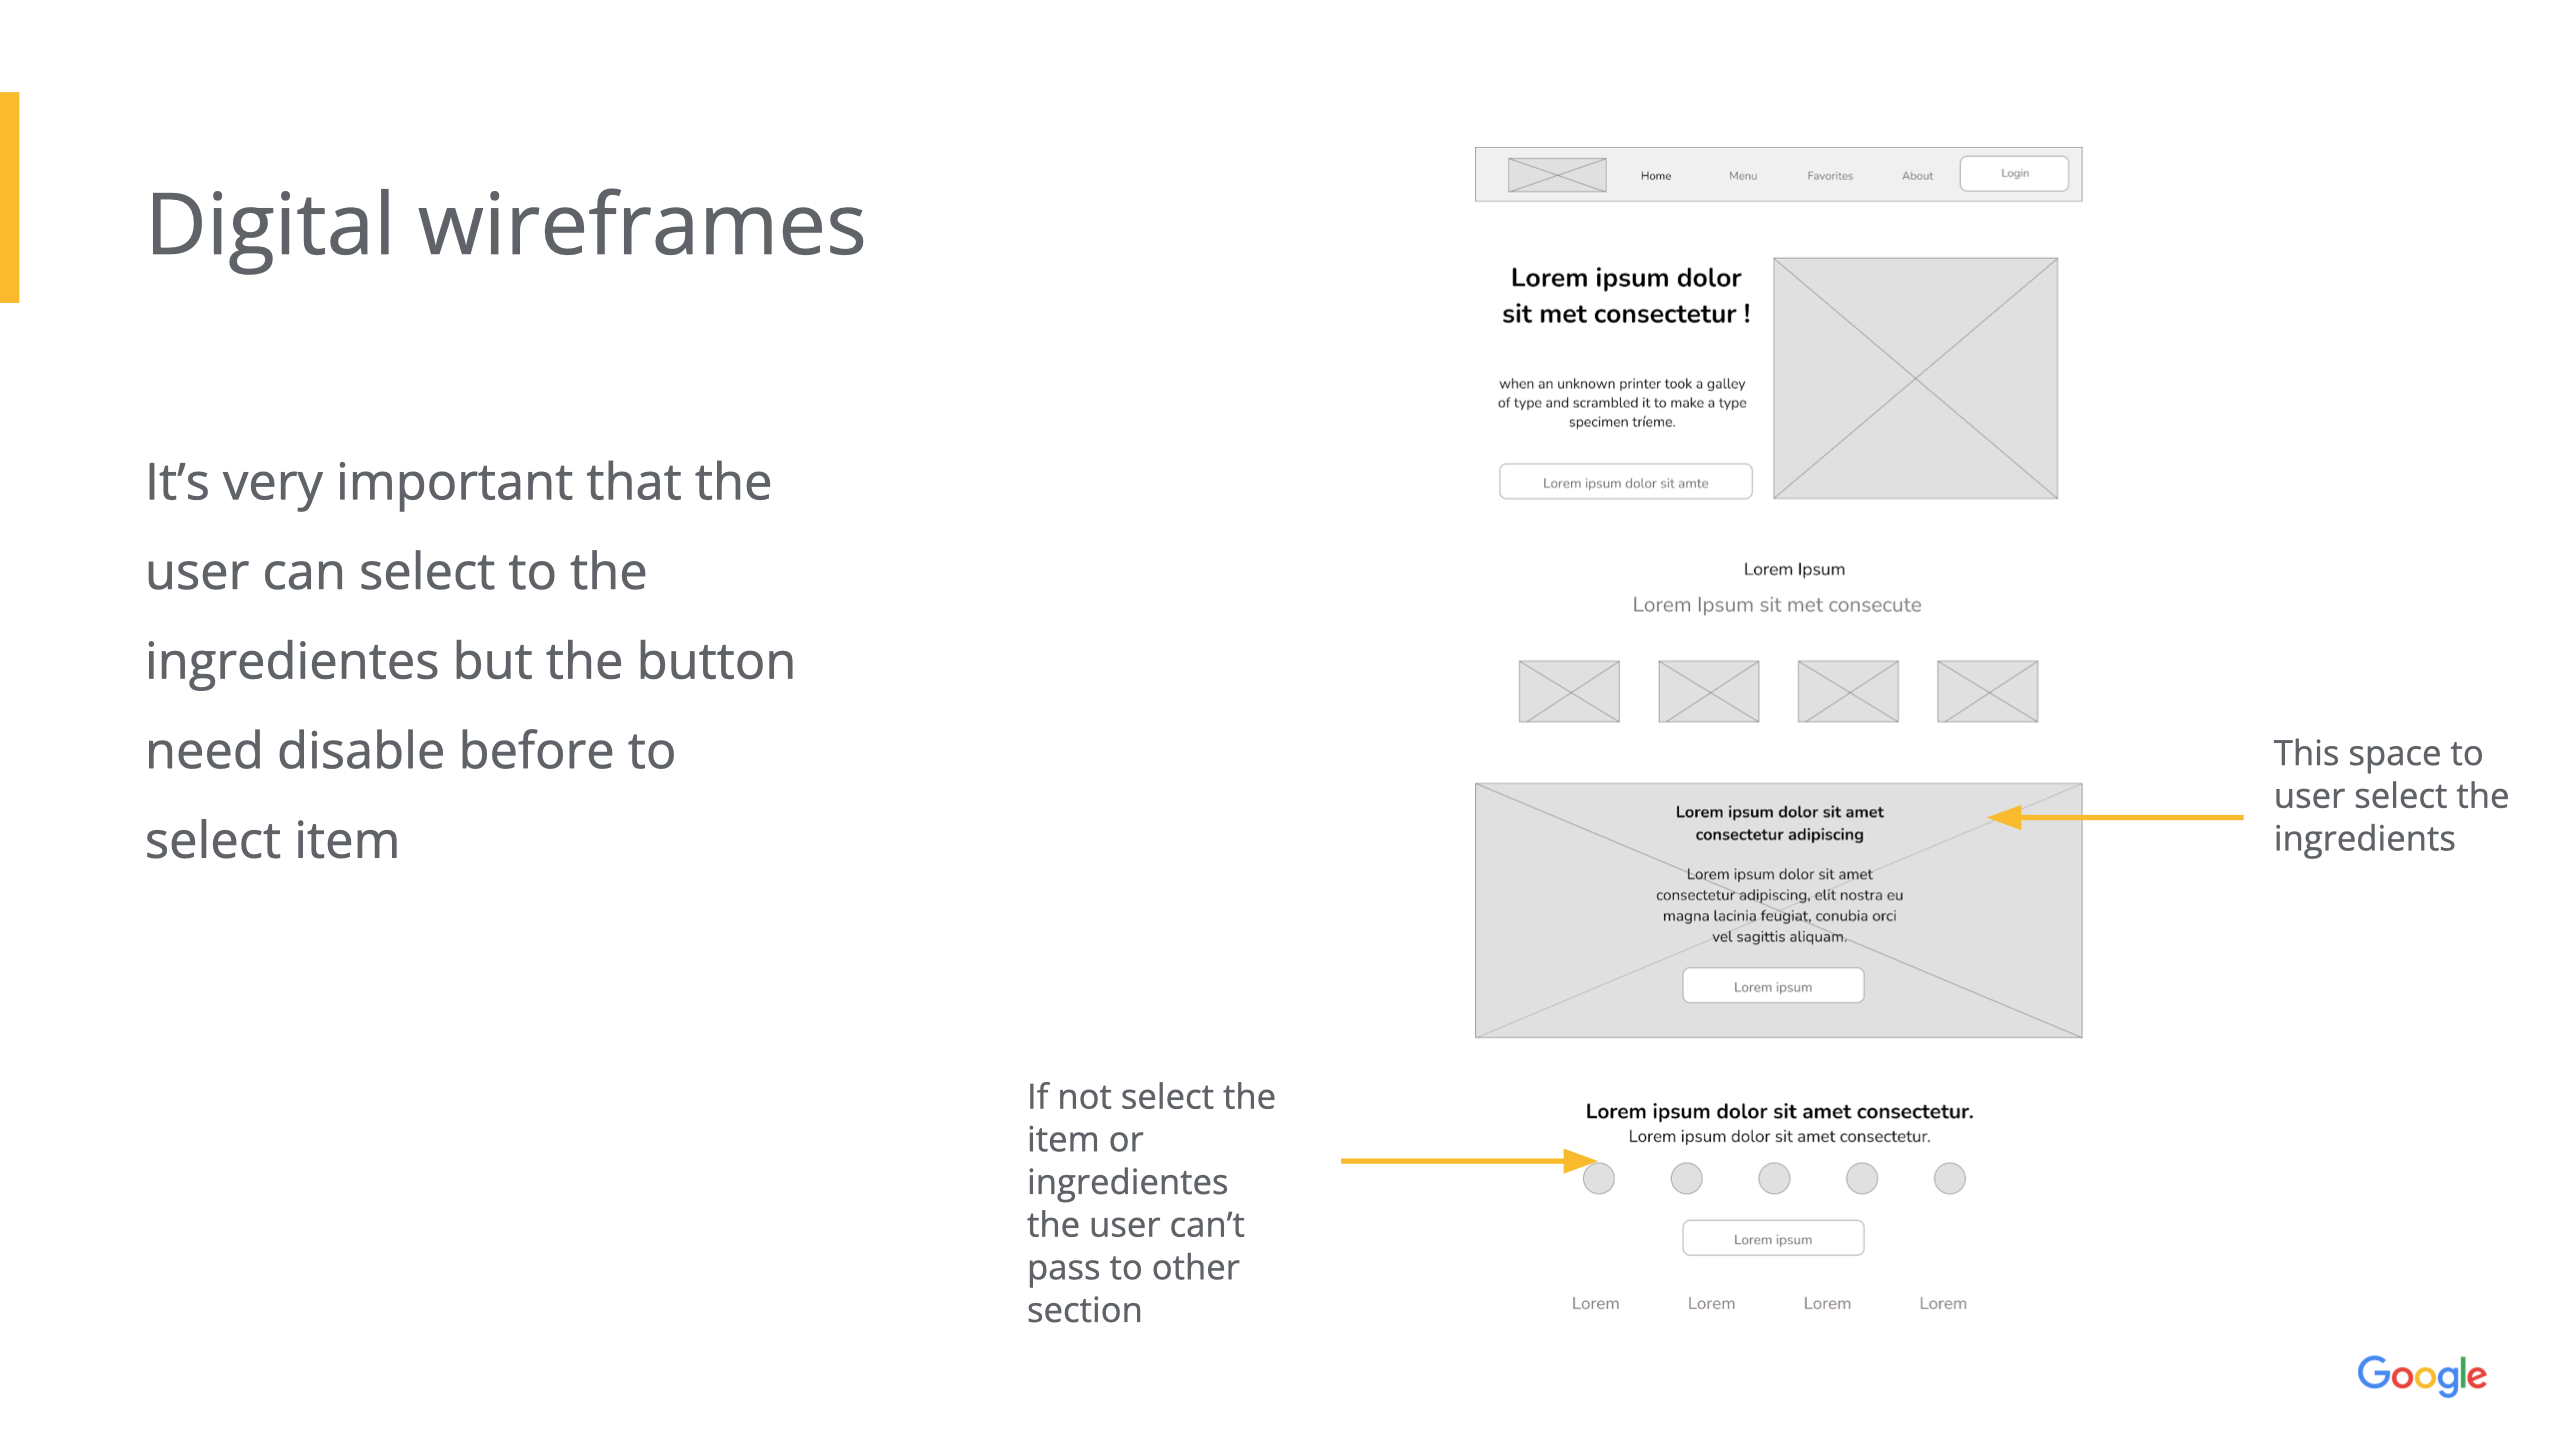 Digital wireframes
It’s very important that the
user can select to the
ingredientes but the button
need disable before to
select item
Home Menu Favorites About Login
Lorem ipsum dolor
sit met consectetur !
when an unknown printer took a galley
of type and scrambled it to make a type
specimen tríeme.
Lorem ipsum dolor sit amte
Lorem Ipsum
Lorem Ipsum sit met consecute
Lorem ipsum dolor sit amet
consectetur adipiscing
Lorem ipsum dolor sit amet
consectetur adipiscing, elit nostra eu
magna lacinia feugiat, conubia orci
vel sagittis aliquam.
Lorem ipsum
This space to
user select the
ingredients
If not select the
item or
ingredientes
the user can’t
pass to other
section
Lorem ipsum dolor sit amet consectetur.
Lorem ipsum dolor sit amet consectetur.
Lorem ipsum
Lorem Lorem Lorem Lorem
Google